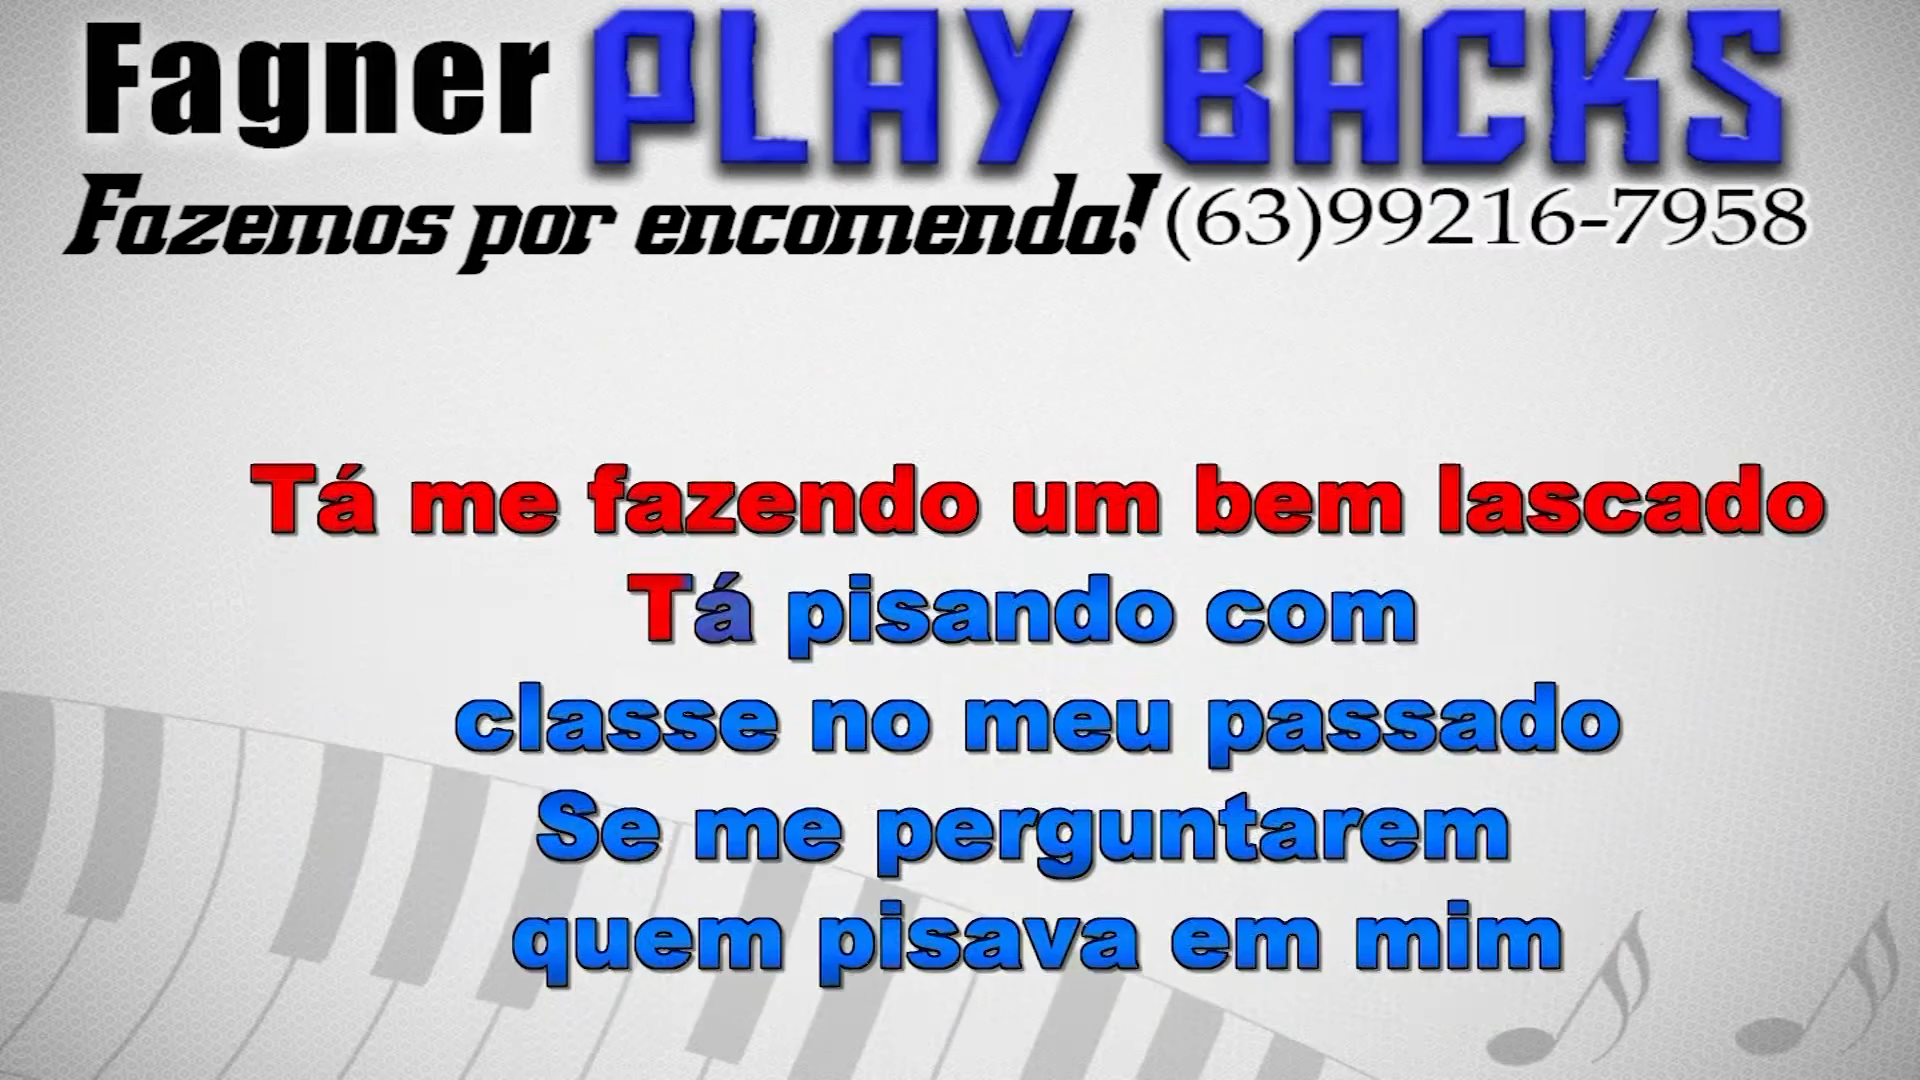 Fagner PLAY BACKS
Fazemos por encomenda! (63)99216-7958
Tá me fazendo um bem lascado
Tá pisando com
classe no meu passado
Se me perguntarem
quem pisava em mim